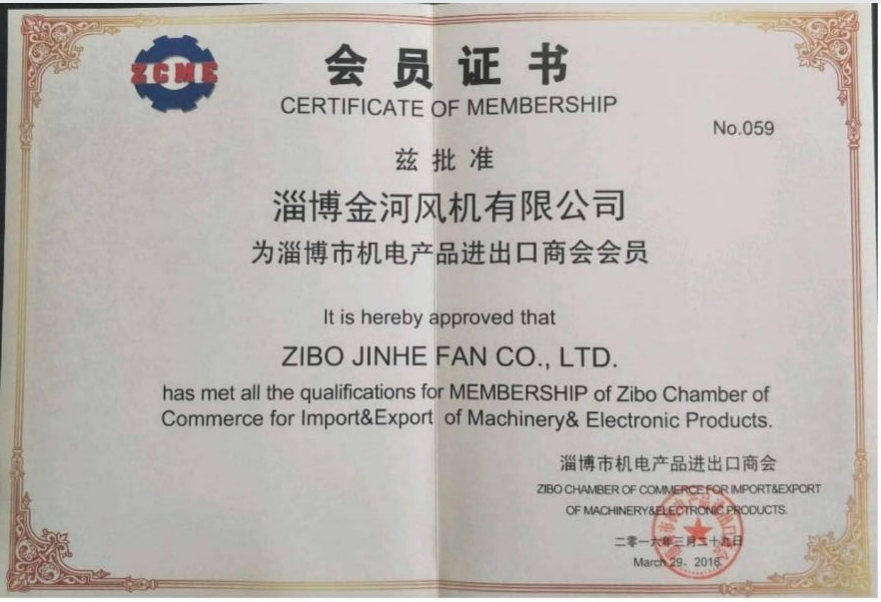 ZCME
会员证书
CERTIFICATE OF MEMBERSHIP
No.059
兹批准
淄博金河风机有限公司
为淄博市机电产品进出口商会会员
It is hereby approved that
ZIBO JINHE FAN CO., LTD.
has met all the qualifications for MEMBERSHIP of Zibo Chamber of
Commerce for Import&Export of Machinery& Electronic Products.
淄博市机电产品进出口商会
ZIBO CHAMBER OF COMMERCE FOR IMPORT&EXPORT
OF MACHINERY&ELECTRONIC PRODUCTS.
二零一六年三月二十九日
March 29, 2016